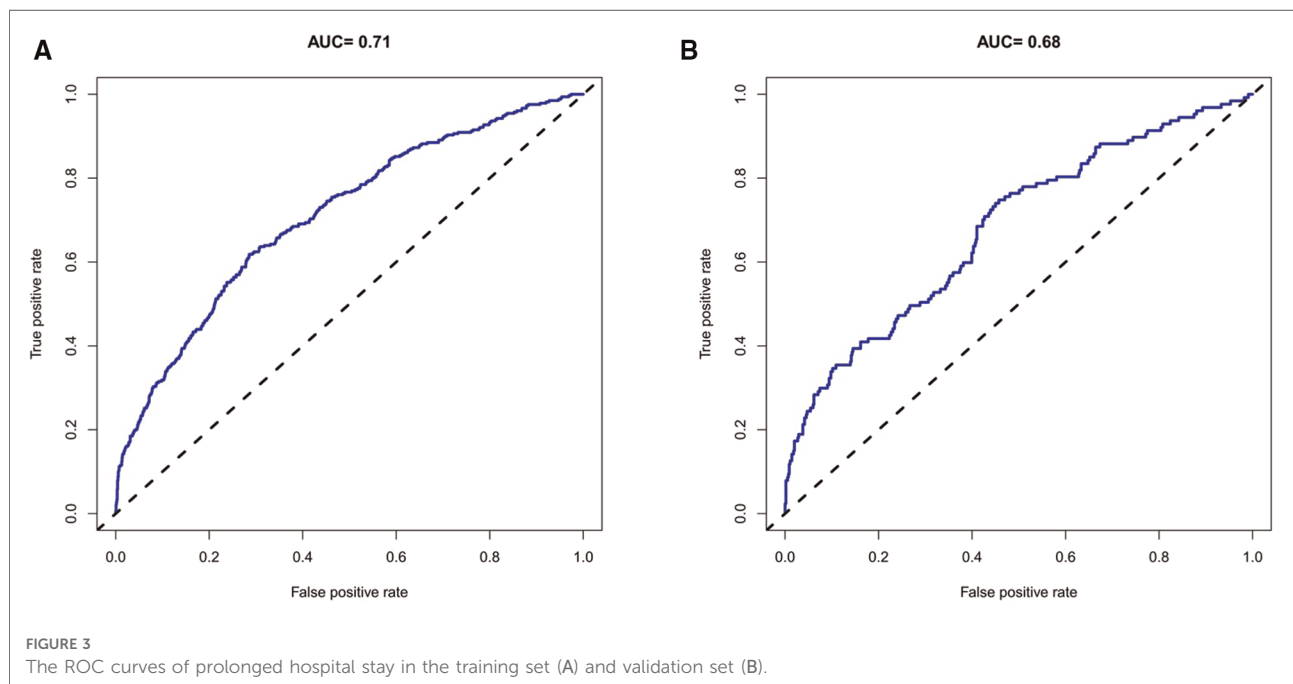 A
AUC= 0.71
True positive rate
1.0
0.8
0.6
0.4
0.2
0.0
0.0 0.2 0.4 0.6 0.8 1.0
False positive rate
B
AUC= 0.68
True positive rate
1.0
0.8
0.6
0.4
0.2
0.0
0.0 0.2 0.4 0.6 0.8 1.0
False positive rate
FIGURE 3
The ROC curves of prolonged hospital stay in the training set (A) and validation set (B).